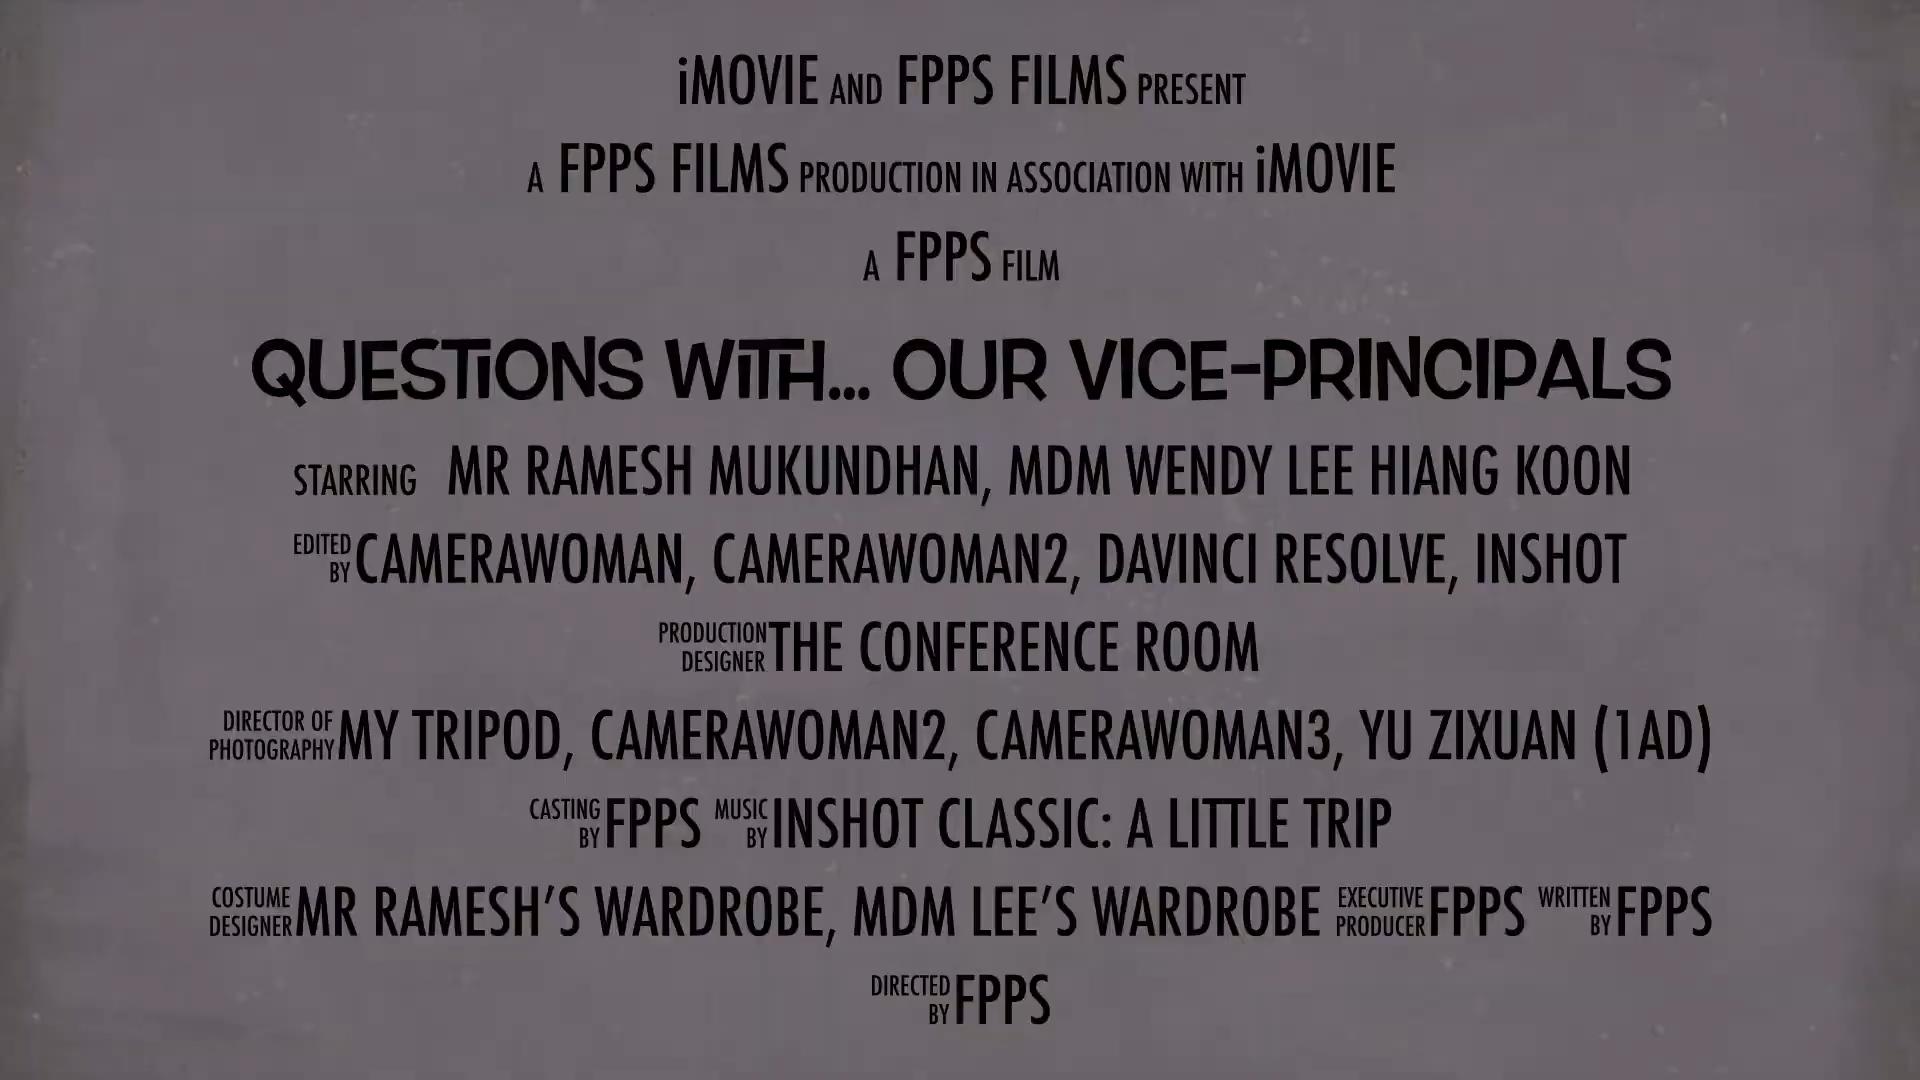 iMOVIE AND FPPS FILMS PRESENT
A FPPS FILMS PRODUCTION IN ASSOCIATION WITH iMOVIE
A FPPS FILM
QUESTiONS WiTH... OUR VICE-PRINCIPALS
STARRING MR RAMESH MUKUNDHAN, MDM WENDY LEE HIANG KOON
EDITED BY CAMERAWOMAN, CAMERAWOMAN2, DAVINCI RESOLVE, INSHOT
PRODUCTION DESIGNER THE CONFERENCE ROOM
DIRECTOR OF PHOTOGRAPHY MY TRIPOD, CAMERAWOMAN2, CAMERAWOMAN3, YU ZIXUAN (1AD)
CASTING BY FPPS MUSIC BY INSHOT CLASSIC: A LITTLE TRIP
COSTUME DESIGNER MR RAMESH’S WARDROBE, MDM LEE’S WARDROBE EXECUTIVE PRODUCER FPPS WRITTEN BY FPPS
DIRECTED BY FPPS